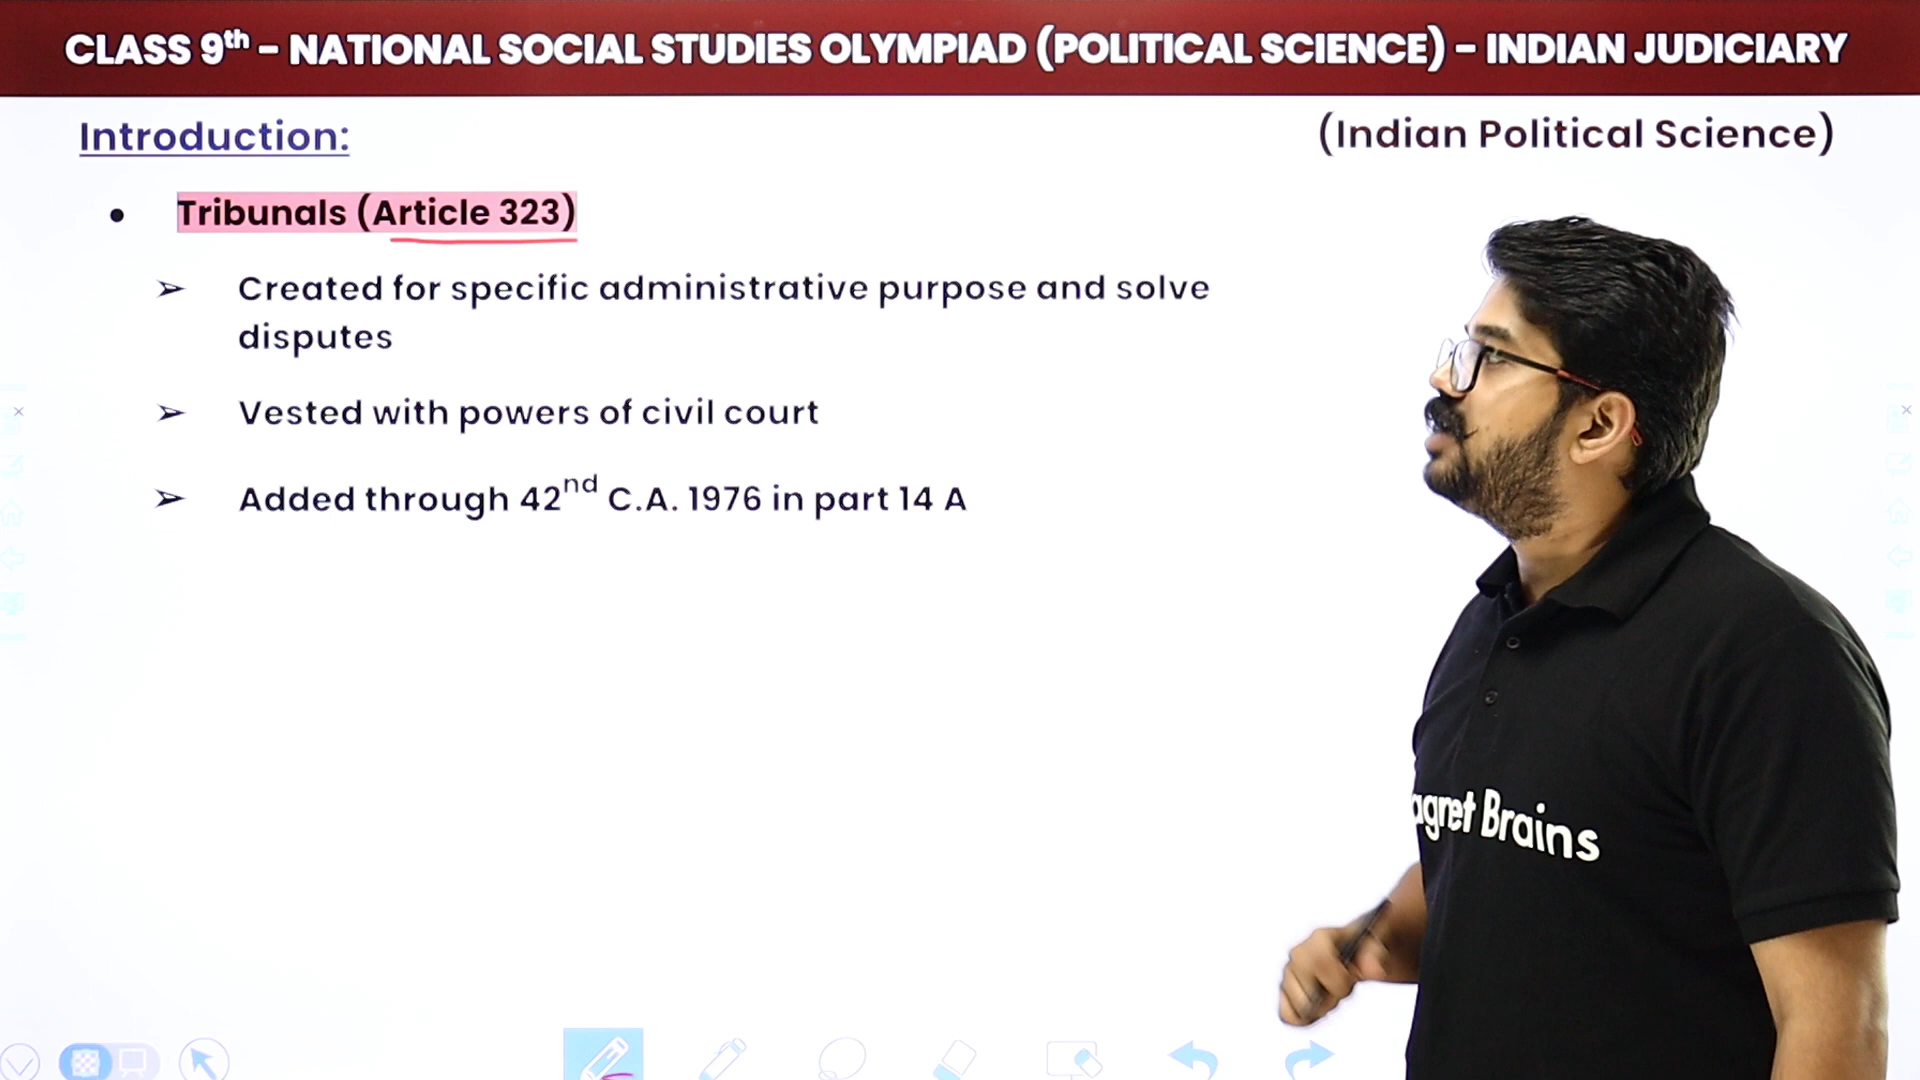 CLASS 9th – NATIONAL SOCIAL STUDIES OLYMPIAD (POLITICAL SCIENCE) – INDIAN JUDICIARY
Introduction:
(Indian Political Science)
• Tribunals (Article 323)
➢ Created for specific administrative purpose and solve
disputes
➢ Vested with powers of civil court
➢ Added through 42nd C.A. 1976 in part 14 A
agnet Brains